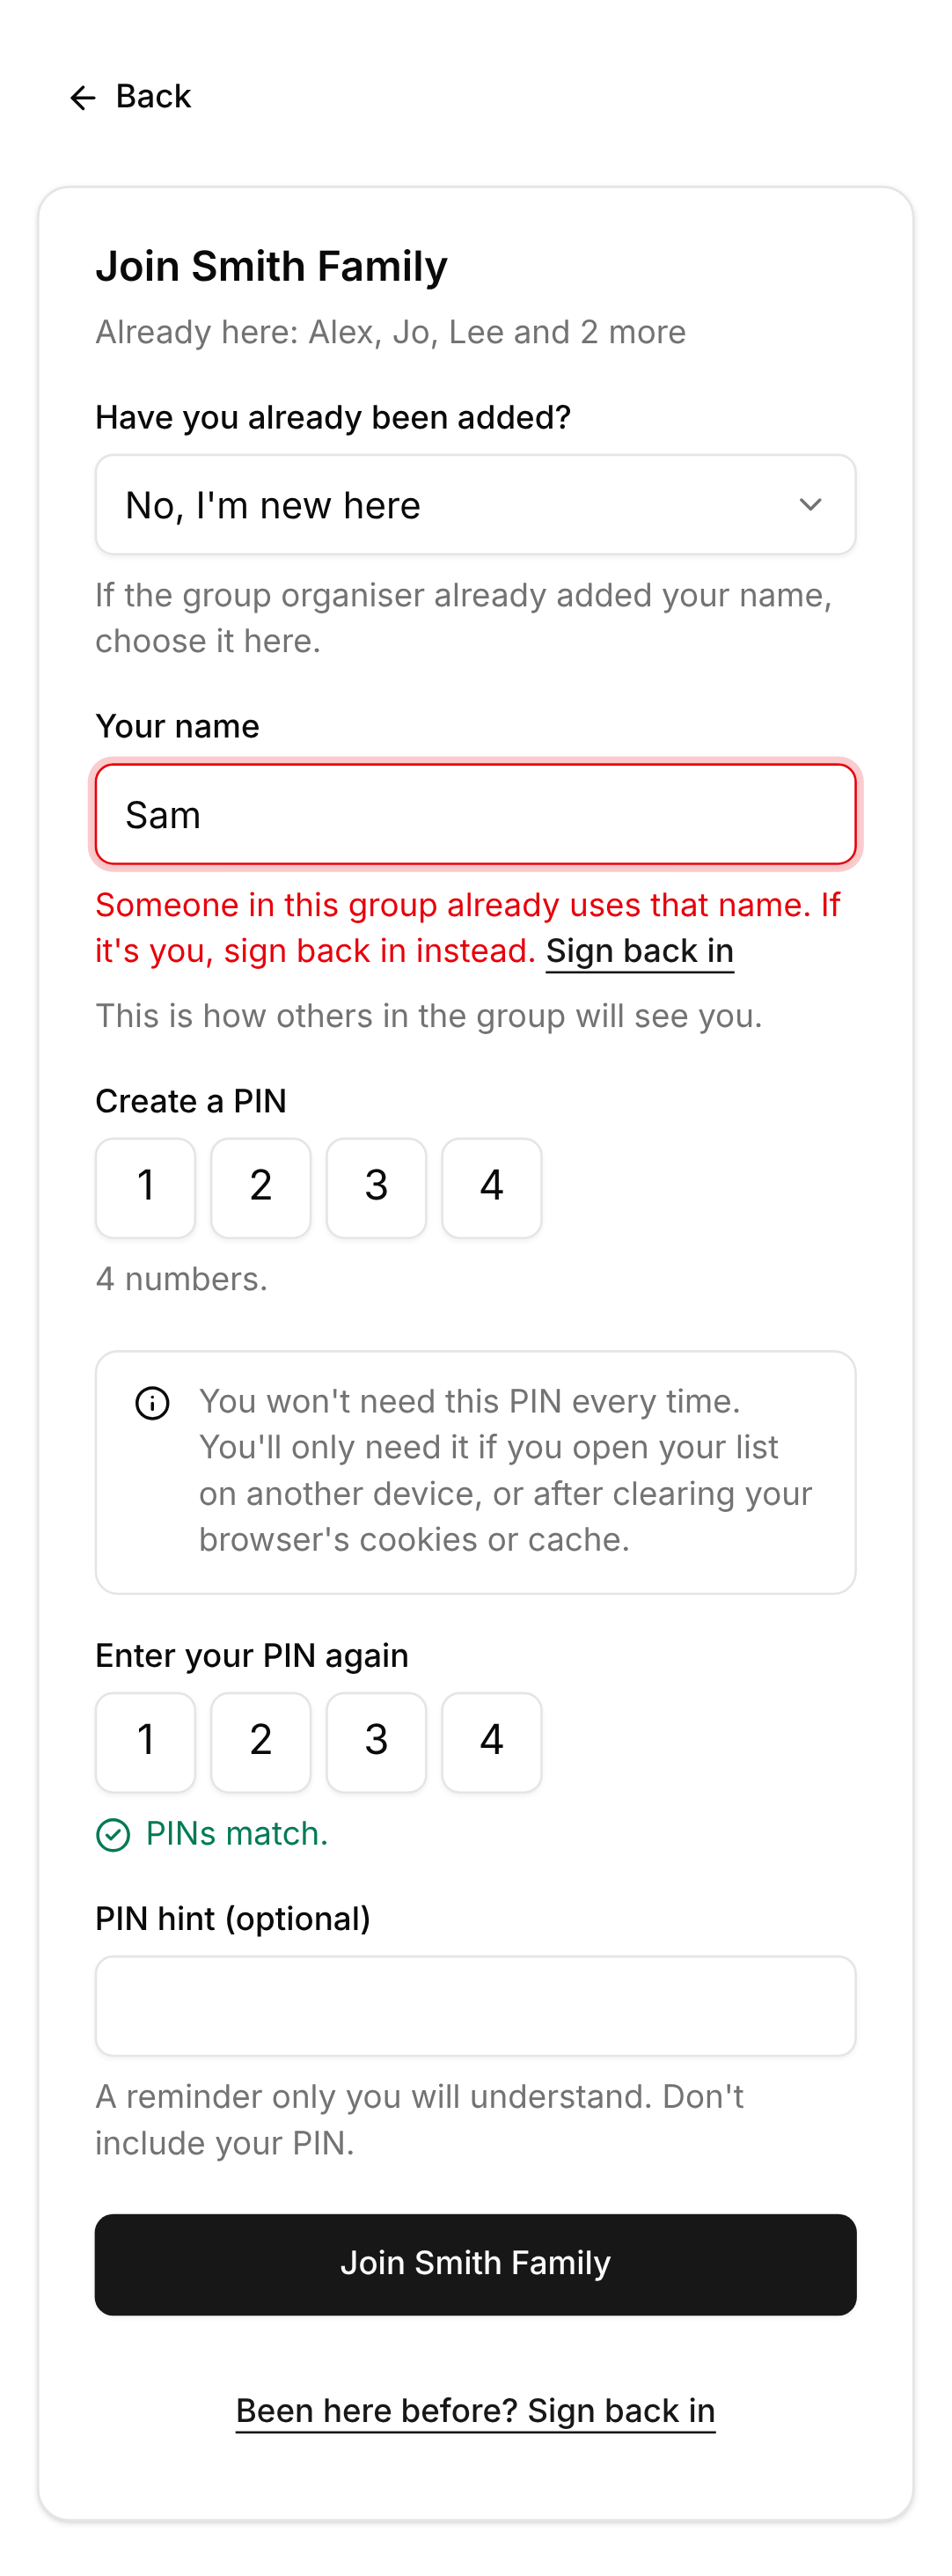 Back
Join Smith Family
Already here: Alex, Jo, Lee and 2 more
Have you already been added?
No, I'm new here
If the group organiser already added your name,
choose it here.
Your name
Sam
Someone in this group already uses that name. If
it's you, sign back in instead. Sign back in
This is how others in the group will see you.
Create a PIN
1 2 3 4
4 numbers.
You won't need this PIN every time.
You'll only need it if you open your list
on another device, or after clearing your
browser's cookies or cache.
Enter your PIN again
1 2 3 4
PINs match.
PIN hint (optional)
A reminder only you will understand. Don't
include your PIN.
Join Smith Family
Been here before? Sign back in